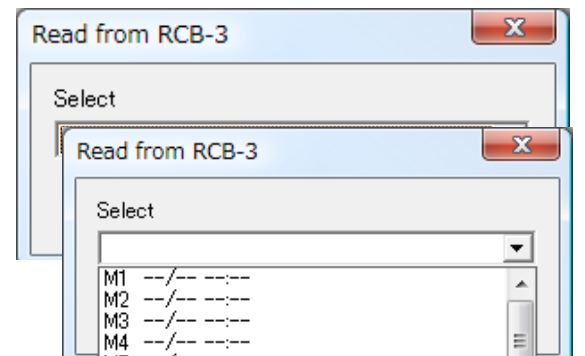 Read from RCB-3
Select
Read from RCB-3
Select
M1 --/-- --:--
M2 --/-- --:--
M3 --/-- --:--
M4 --/-- --:--